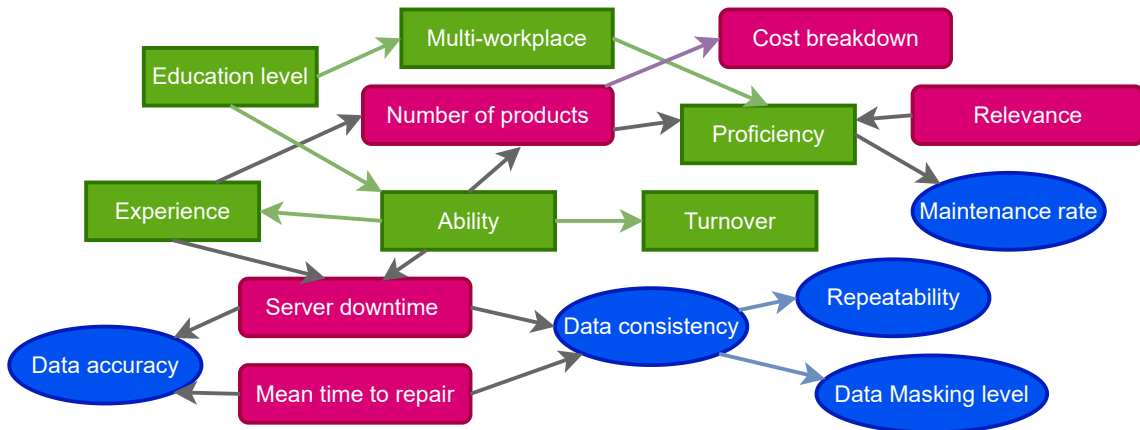 Multi-workplace
Cost breakdown
Education level
Number of products
Relevance
Proficiency
Experience
Ability
Turnover
Maintenance rate
Server downtime
Data consistency
Repeatability
Data accuracy
Mean time to repair
Data Masking level